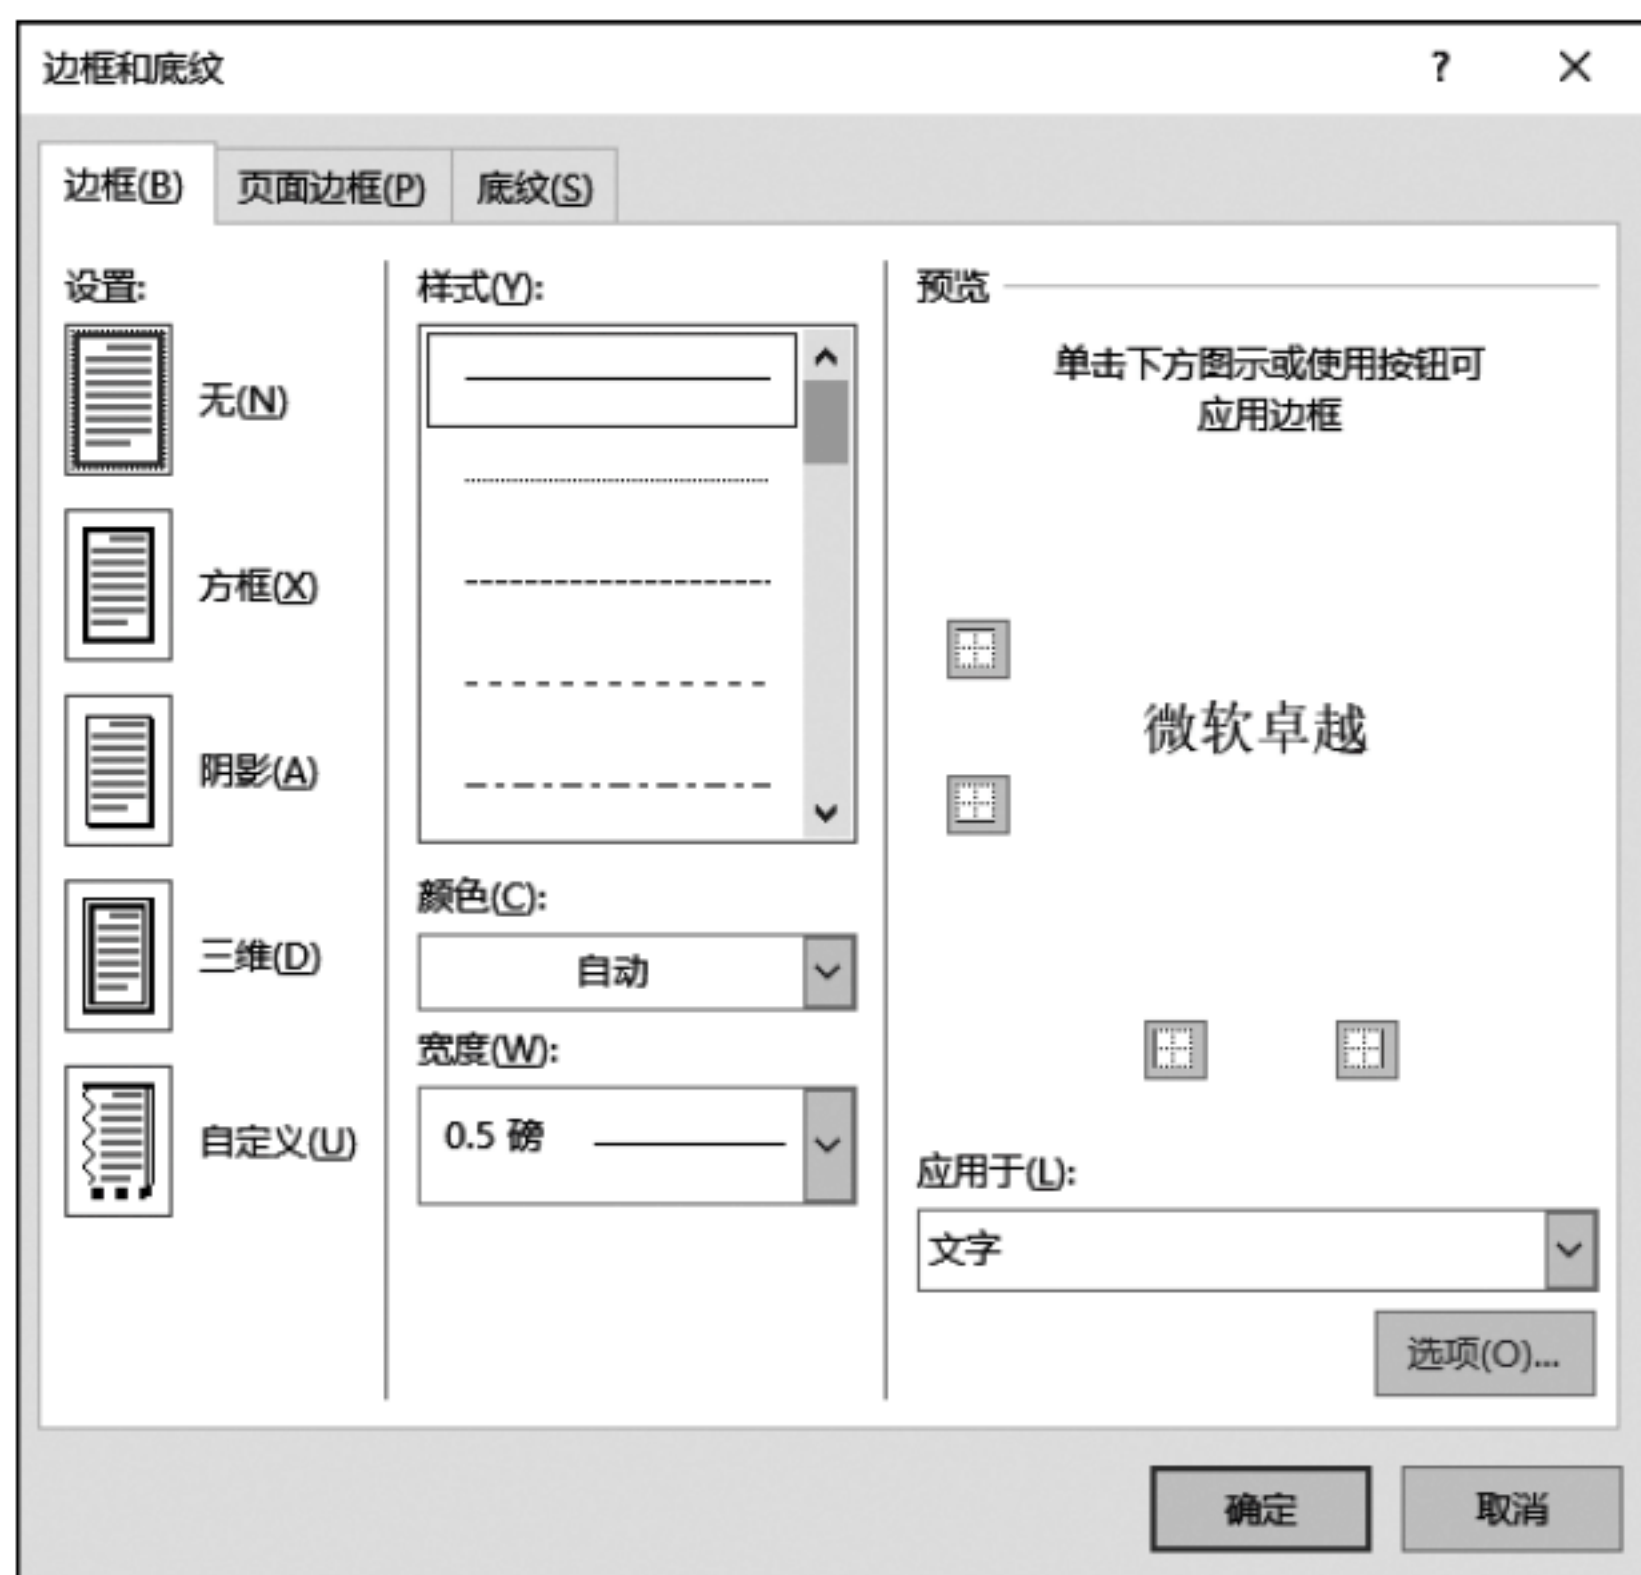 边框和底纹 ? ×
边框(B) 页面边框(P) 底纹(S)
设置:
无(N)
方框(X)
阴影(A)
三维(D)
自定义(U)
样式(Y):
颜色(C):
自动
宽度(W):
0.5 磅
预览
单击下方图示或使用按钮可
应用边框
微软卓越
应用于(L):
文字
选项(O)...
确定 取消